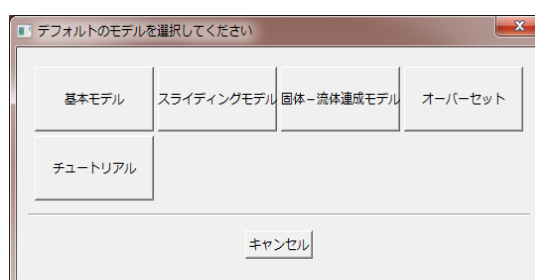 デフォルトのモデルを選択してください
基本モデル
スライディングモデル
固体-流体連成モデル
オーバーセット
チュートリアル
キャンセル